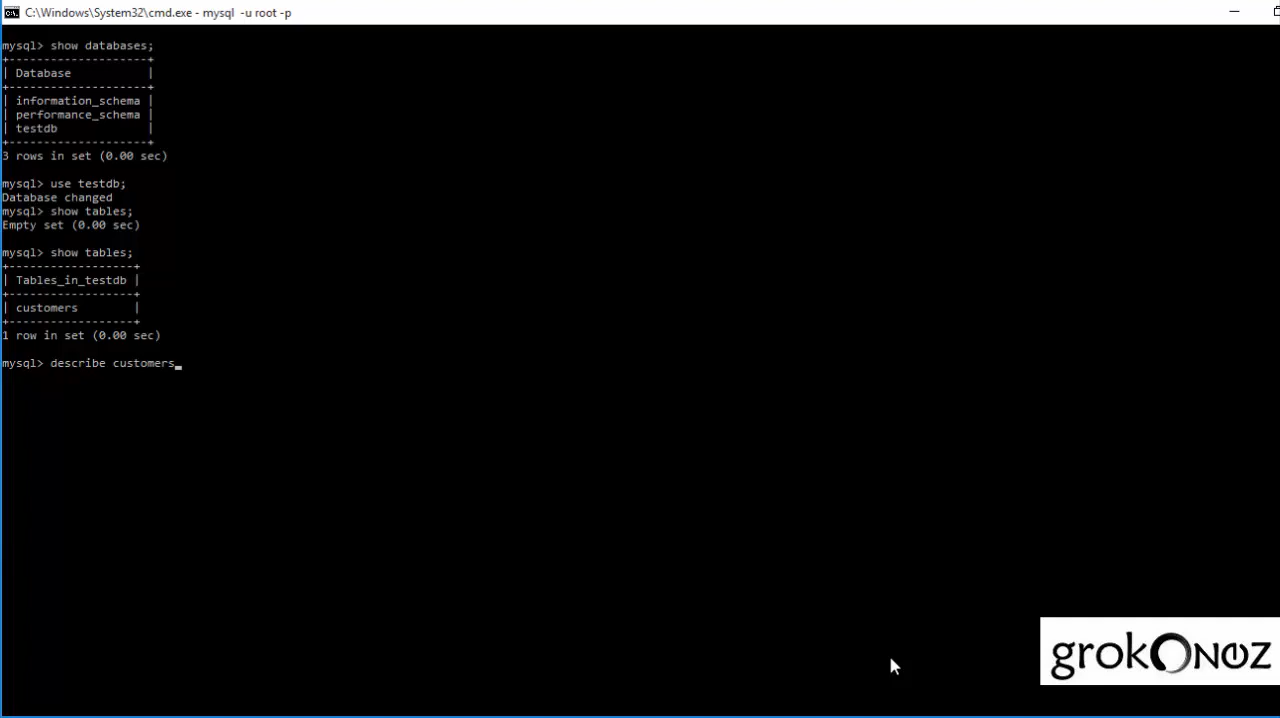 C:\Windows\System32\cmd.exe - mysql  -u root -p
mysql> show databases;
+--------------------+
| Database           |
+--------------------+
| information_schema |
| performance_schema |
| testdb             |
+--------------------+
3 rows in set (0.00 sec)
mysql> use testdb;
Database changed
mysql> show tables;
Empty set (0.00 sec)
mysql> show tables;
+------------------+
| Tables_in_testdb |
+------------------+
| customers        |
+------------------+
1 row in set (0.00 sec)
mysql> describe customers_
grokonez